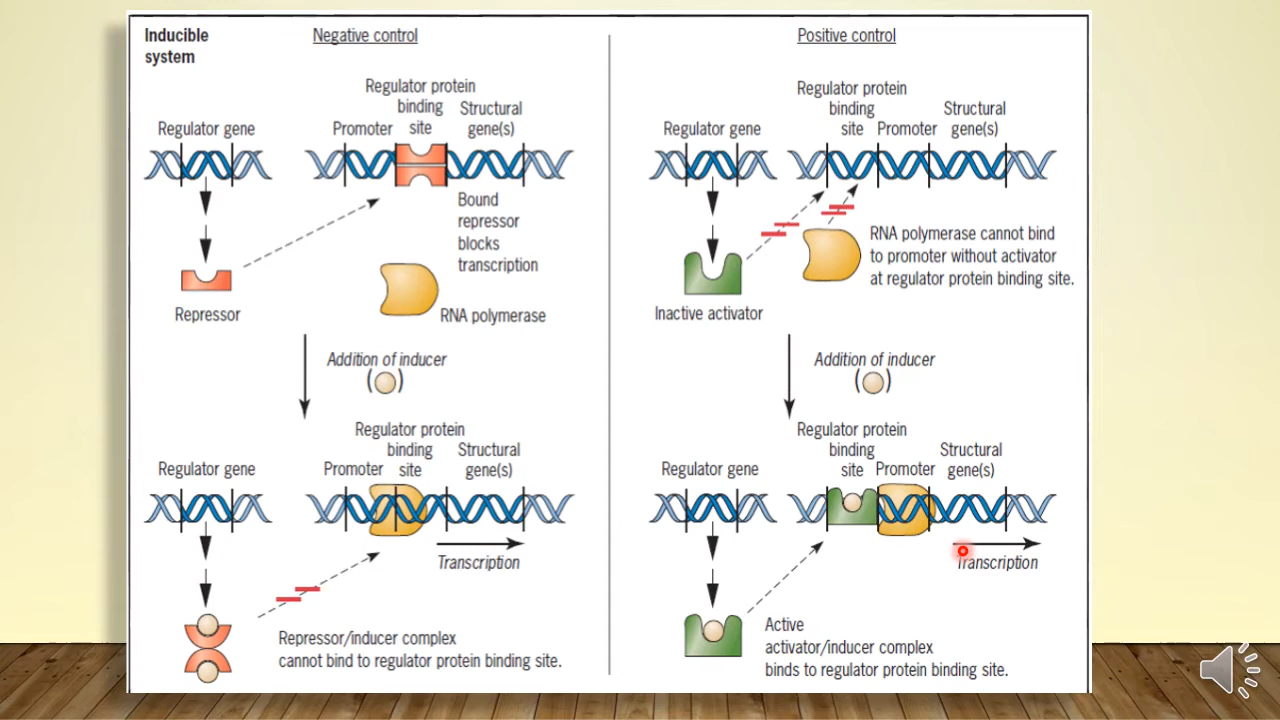 Inducible
system
Negative control
Regulator protein
binding
site
Structural
gene(s)
Regulator gene
Promoter
Bound
repressor
blocks
transcription
Repressor
RNA polymerase
Addition of inducer
( )
Regulator protein
binding
site
Structural
gene(s)
Regulator gene
Promoter
Transcription
Repressor/inducer complex
cannot bind to regulator protein binding site.
Positive control
Regulator protein
binding
site
Structural
gene(s)
Regulator gene
Promoter
RNA polymerase cannot bind
to promoter without activator
at regulator protein binding site.
Inactive activator
Addition of inducer
( )
Regulator protein
binding
site
Structural
gene(s)
Regulator gene
Promoter
Transcription
Active
activator/inducer complex
binds to regulator protein binding site.